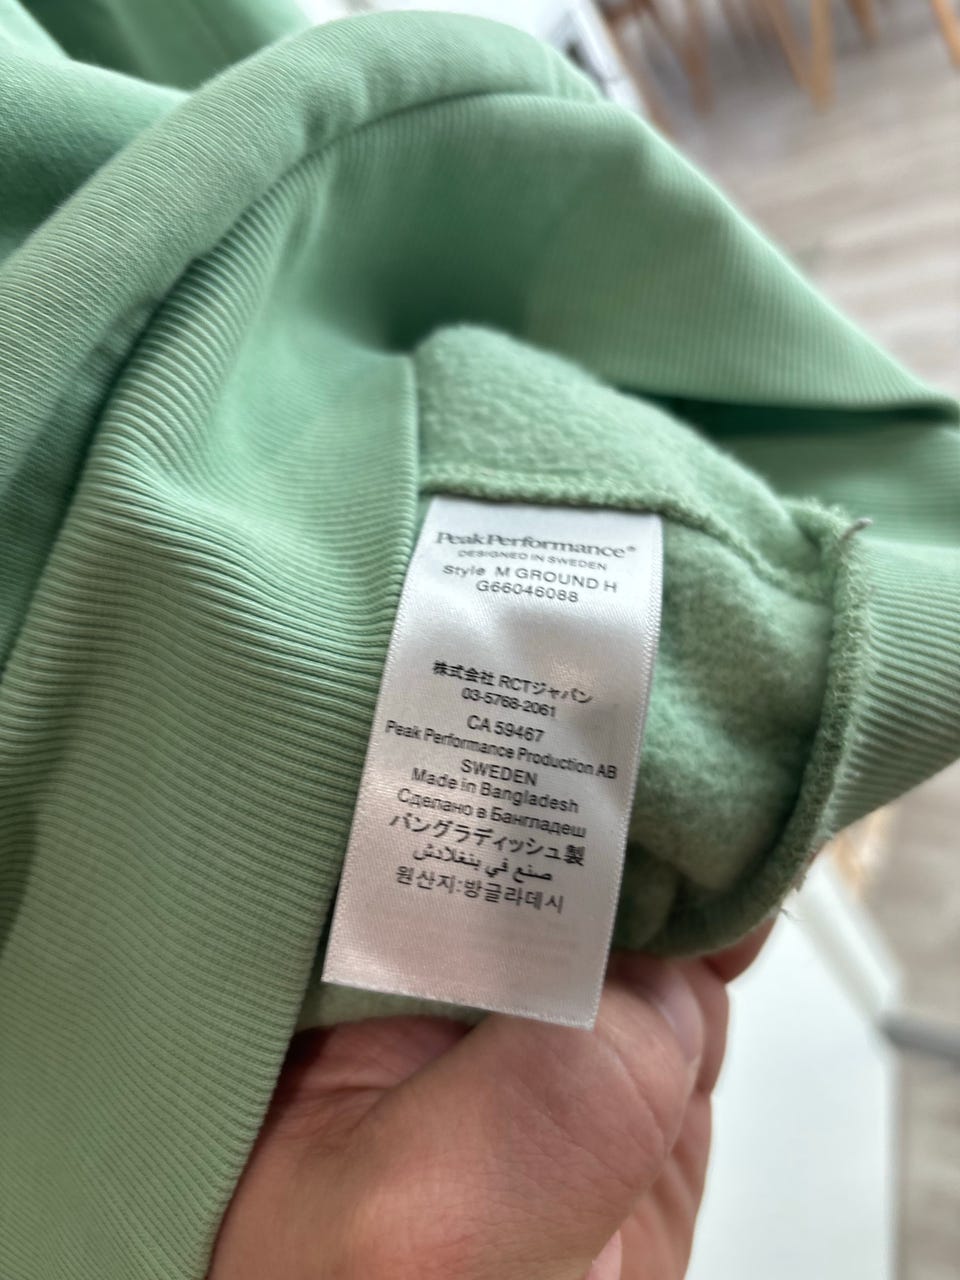 PeakPerformance®
DESIGNED IN SWEDEN
Style M GROUND H
G66046088
株式会社 RCTジャパン
03-5768-2061
CA 59467
Peak Performance Production AB
SWEDEN
Made in Bangladesh
Сделано в Бангладеш
バングラディッシュ製
صنع في بنغلادش
원산지:방글라데시